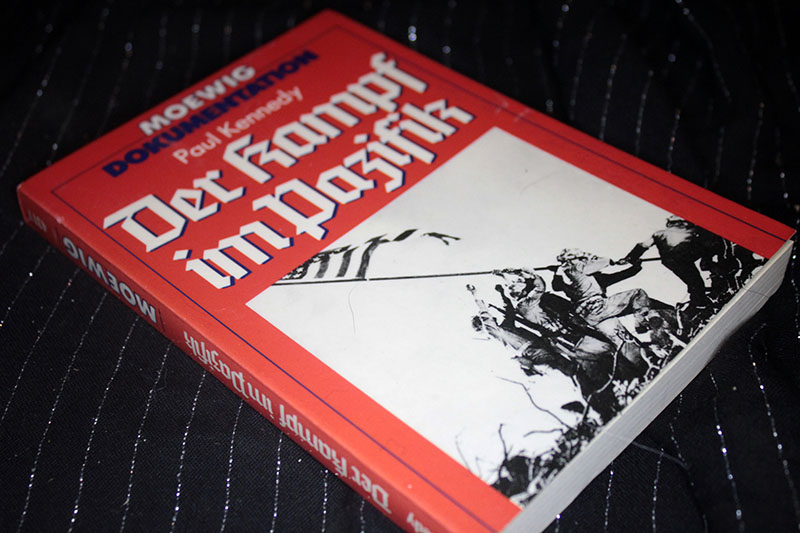 MOEWIG
DOKUMENTATION
Paul Kennedy
Der Kampf
im Pazifik
MOEWIG
Der Kampf im Pazifik